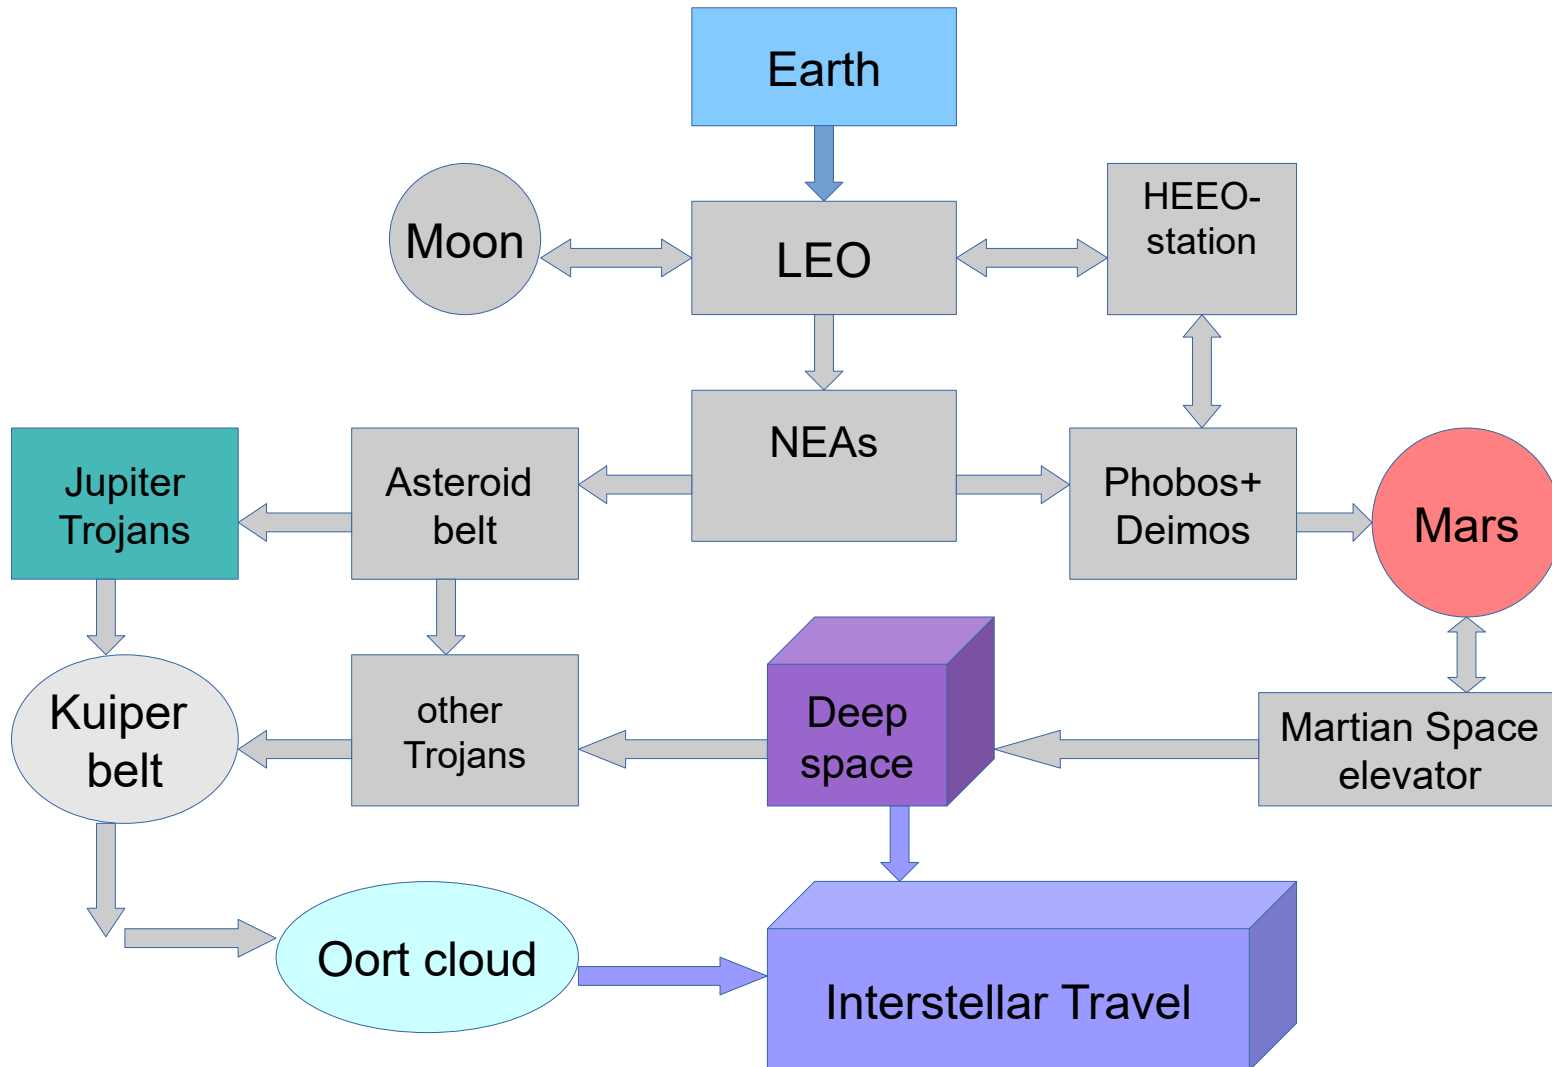 Earth
Moon
LEO
HEEO-
station
Jupiter
Trojans
Asteroid
belt
NEAs
Phobos+
Deimos
Mars
Kuiper
belt
other
Trojans
Deep
space
Martian Space
elevator
Oort cloud
Interstellar Travel